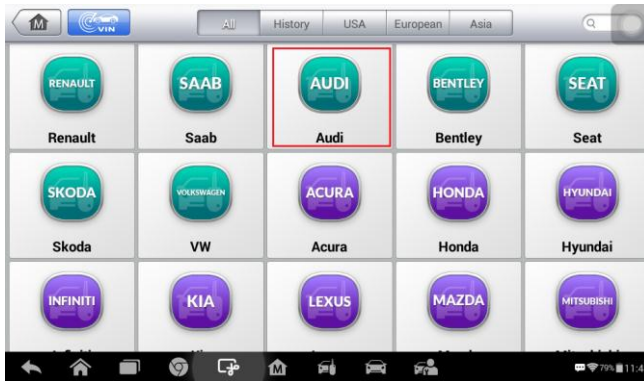 VIN All History USA European Asia
RENAULT SAAB AUDI BENTLEY SEAT
Renault Saab Audi Bentley Seat
SKODA VOLKSWAGEN ACURA HONDA HYUNDAI
Skoda VW Acura Honda Hyundai
INFINITI KIA LEXUS MAZDA MITSUBISHI
79%